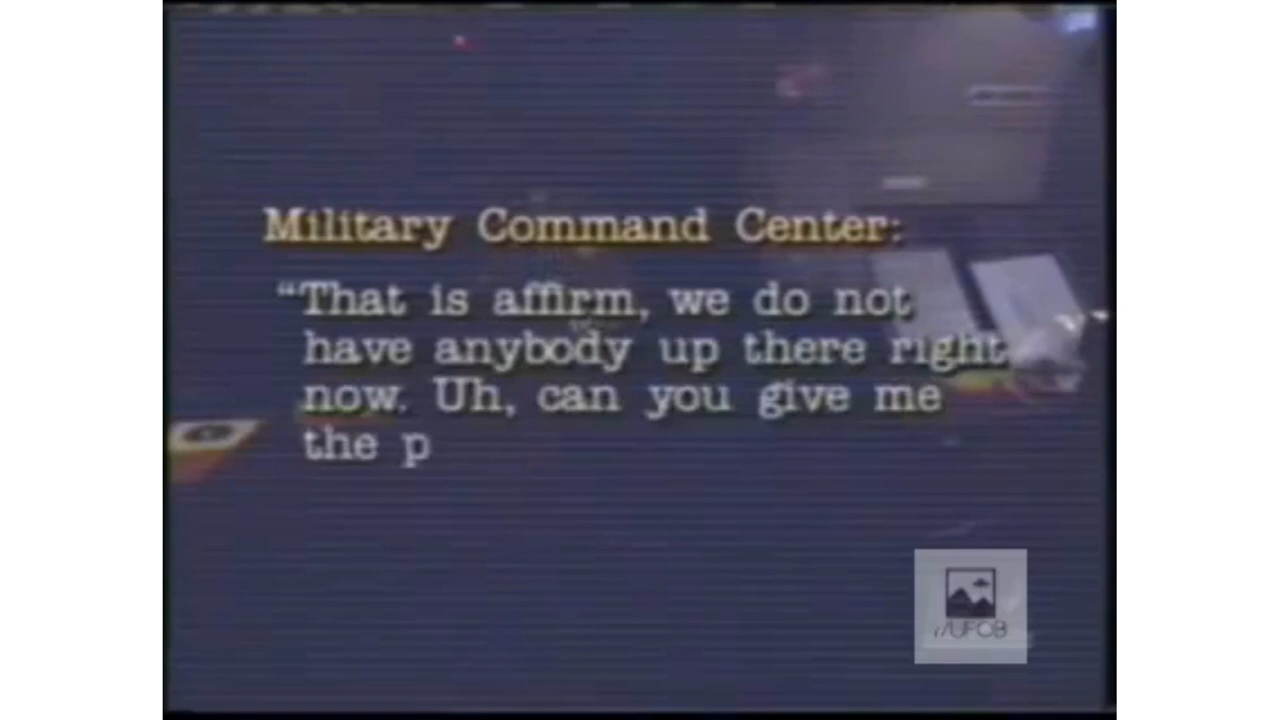 Military Command Center:
“That is affirm, we do not
have anybody up there right
now. Uh, can you give me
the p
r/UFOB